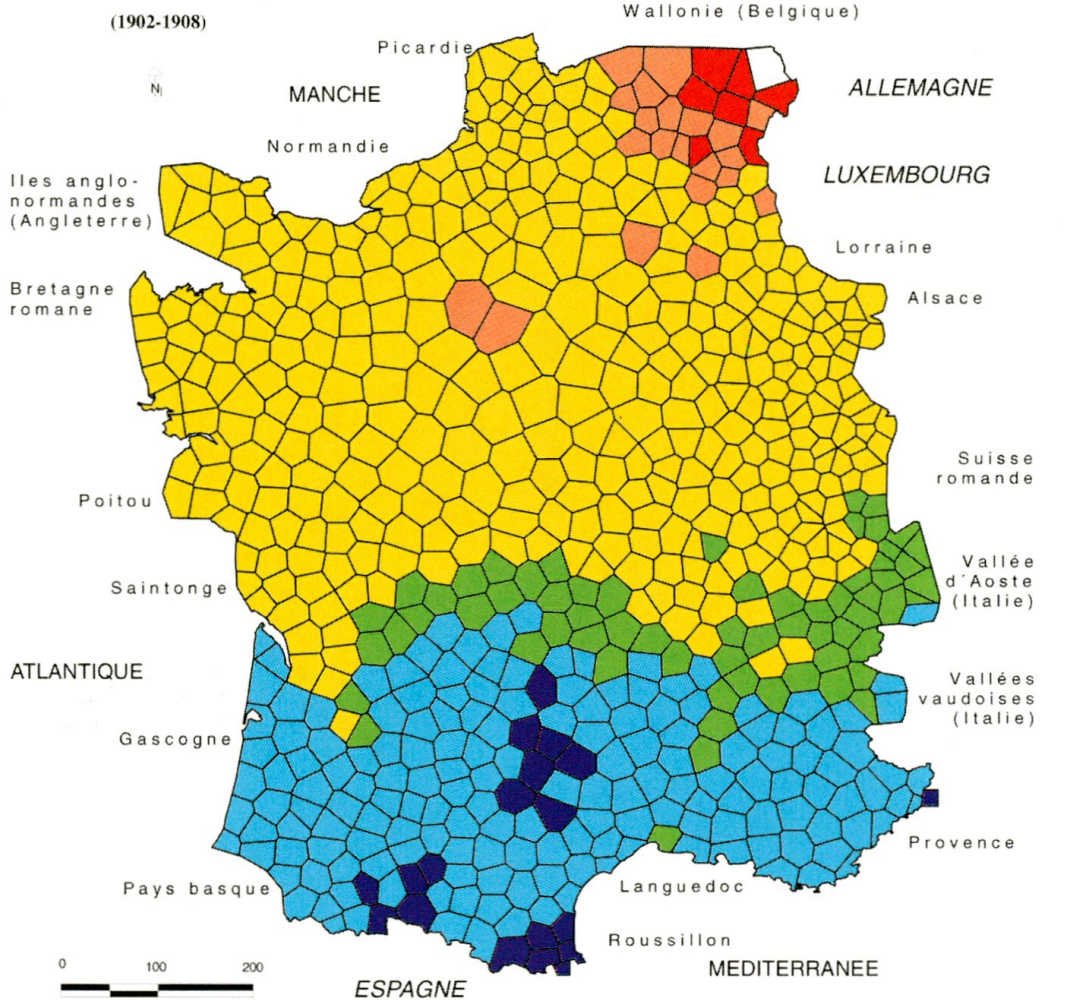 (1902-1908)
Wallonie (Belgique)
Picardie
N
MANCHE
ALLEMAGNE
Normandie
LUXEMBOURG
Iles anglo-
normandes
(Angleterre)
Lorraine
Bretagne
romane
Alsace
Suisse
romande
Poitou
Vallée
d'Aoste
(Italie)
Saintonge
ATLANTIQUE
Vallées
vaudoises
(Italie)
Gascogne
Provence
Pays basque
Languedoc
Roussillon
MEDITERRANEE
0 100 200
ESPAGNE